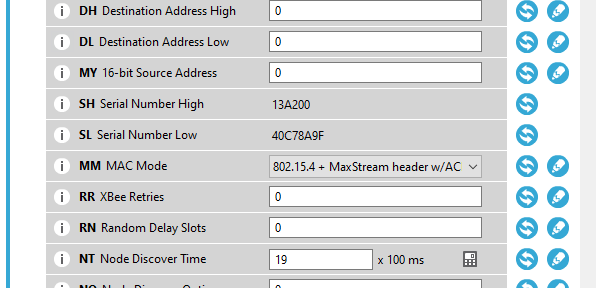 i DH Destination Address High 0
i DL Destination Address Low 0
i MY 16-bit Source Address 0
i SH Serial Number High 13A200
i SL Serial Number Low 40C78A9F
i MM MAC Mode 802.15.4 + MaxStream header w/AC
i RR XBee Retries 0
i RN Random Delay Slots 0
i NT Node Discover Time 19 x 100 ms